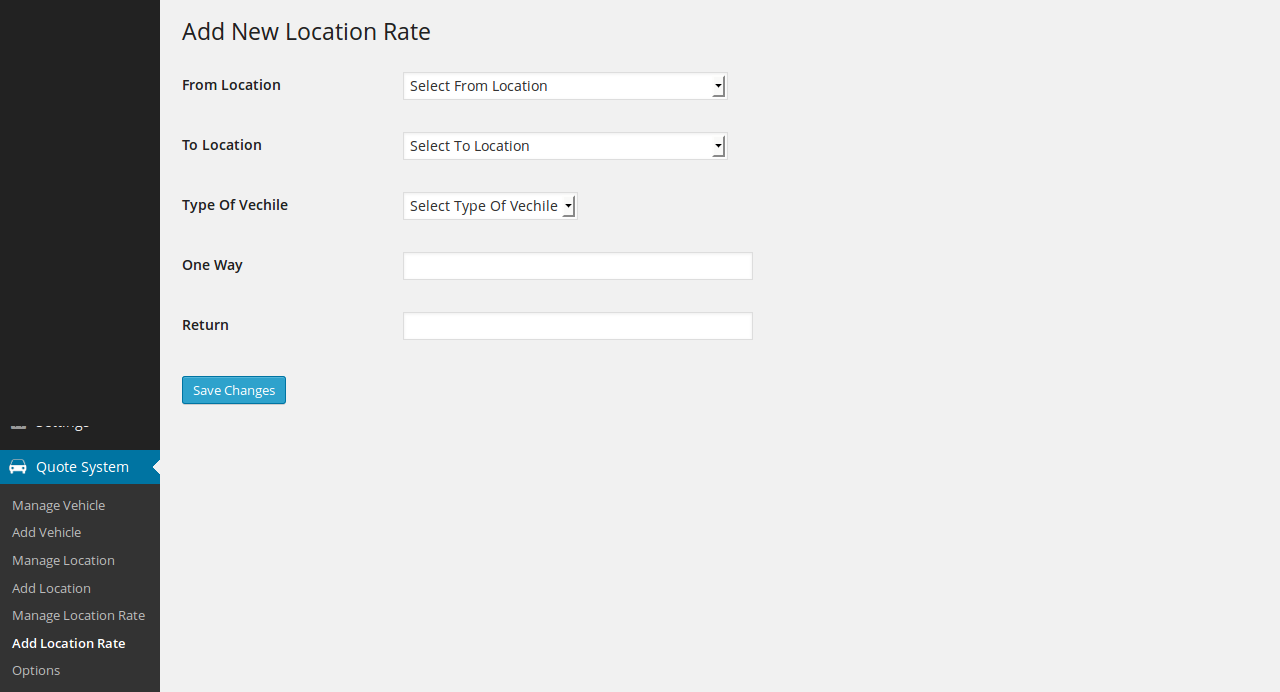 Add New Location Rate
From Location
Select From Location
To Location
Select To Location
Type Of Vechile
Select Type Of Vechile
One Way
Return
Save Changes
Settings
Quote System
Manage Vehicle
Add Vehicle
Manage Location
Add Location
Manage Location Rate
Add Location Rate
Options